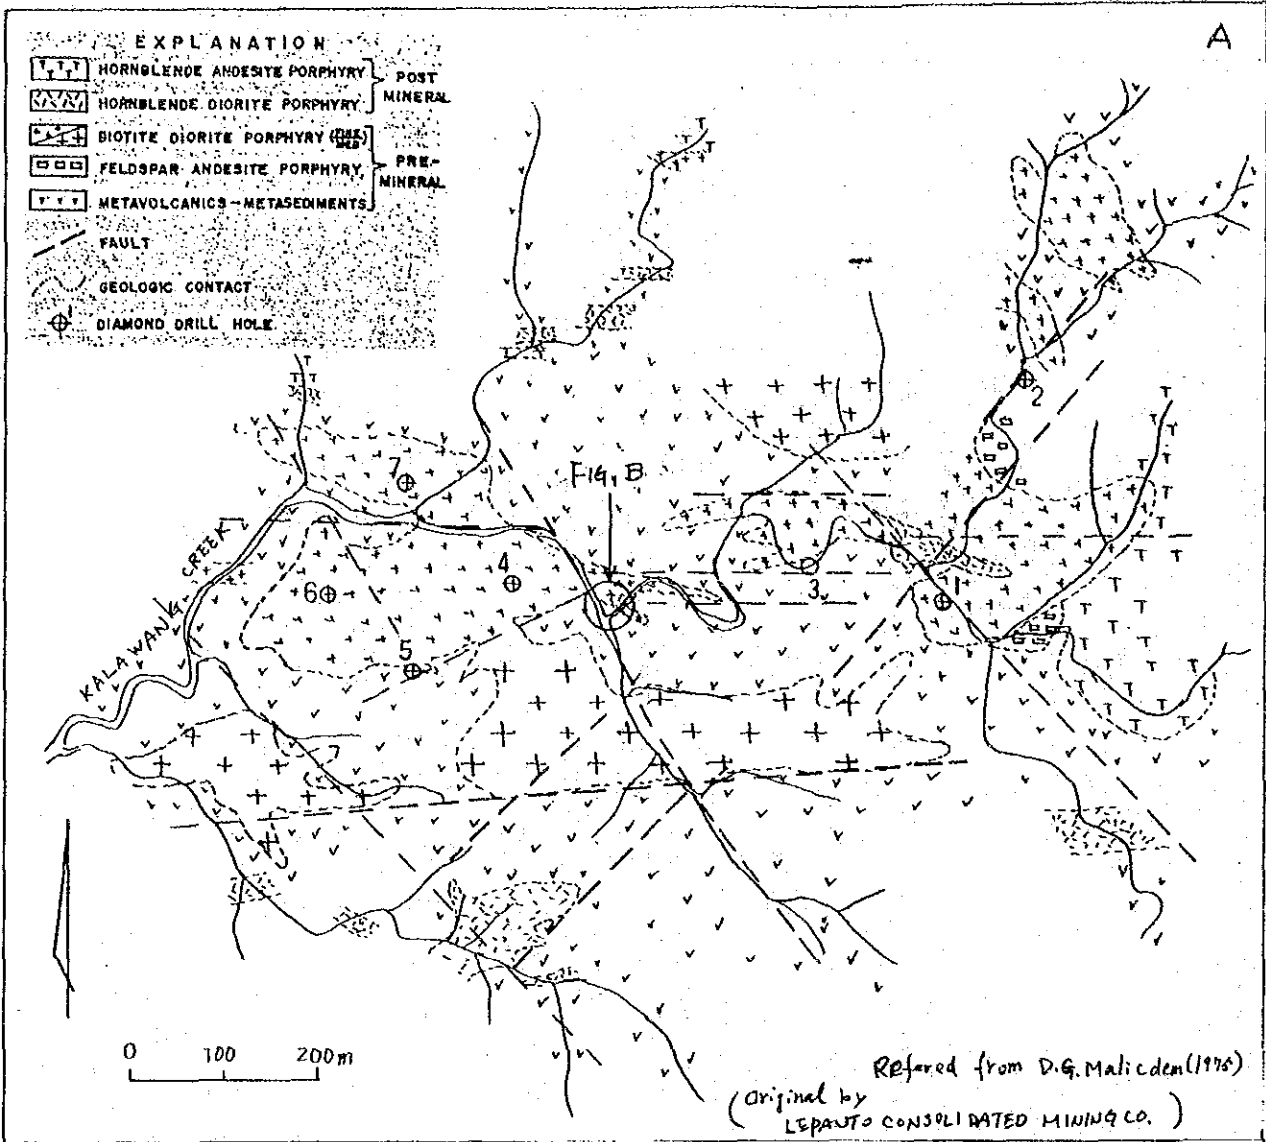 A
EXPLANATION
HORNBLENDE ANDESITE PORPHYRY
HORNBLENDE DIORITE PORPHYRY
POST
MINERAL
BIOTITE DIORITE PORPHYRY
FELDSPAR ANDESITE PORPHYRY
METAVOLCANICS-METASEDIMENTS
PRE-
MINERAL
FAULT
GEOLOGIC CONTACT
1
DIAMOND DRILL HOLE
2
7
FIG. B
4
3
1
6
5
KALAWANG CREEK
?
?
0 100 200m
Refered from D.G. Malicdem (1975)
(Original by
LEPANTO CONSOLIDATED MINING CO.)